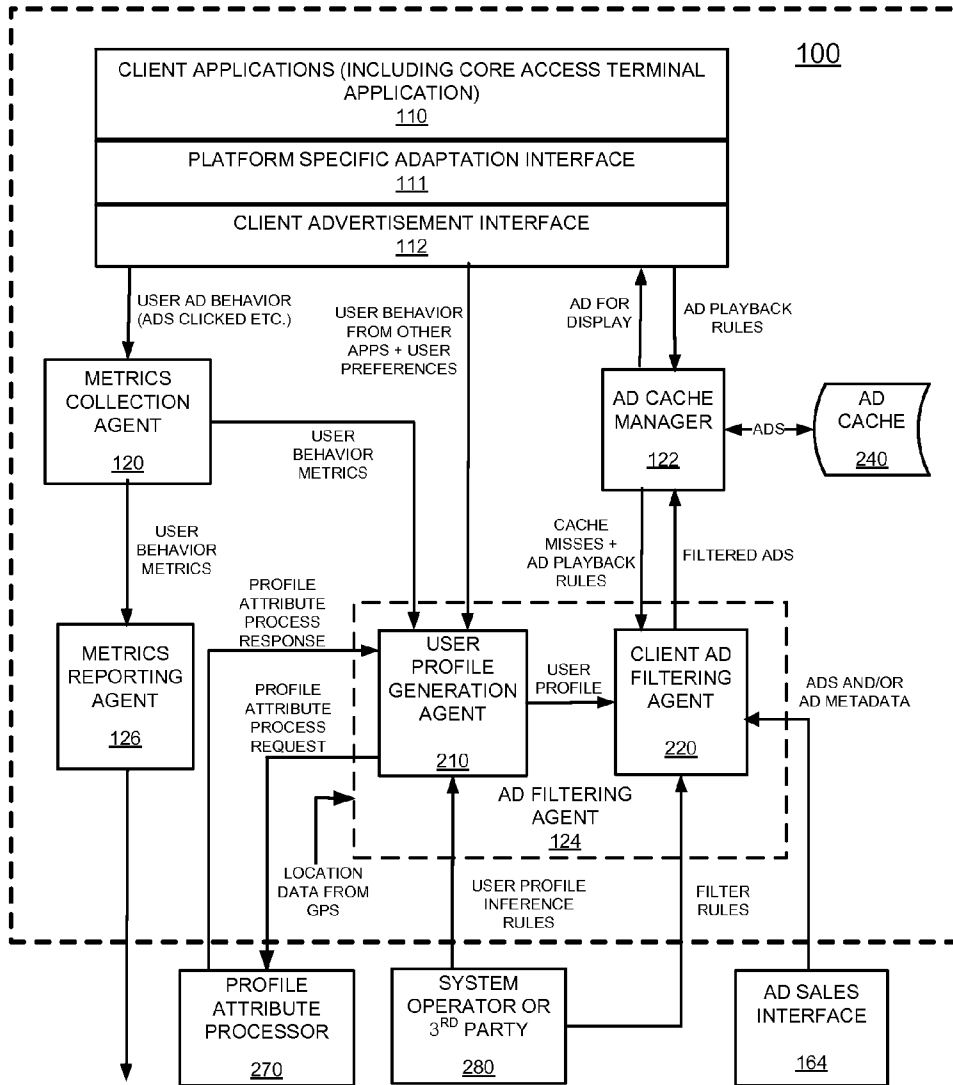 100
CLIENT APPLICATIONS (INCLUDING CORE ACCESS TERMINAL
APPLICATION)
110
PLATFORM SPECIFIC ADAPTATION INTERFACE
111
CLIENT ADVERTISEMENT INTERFACE
112
USER AD BEHAVIOR
(ADS CLICKED ETC.)
USER BEHAVIOR
FROM OTHER
APPS + USER
PREFERENCES
AD FOR
DISPLAY
AD PLAYBACK
RULES
METRICS
COLLECTION
AGENT
120
USER
BEHAVIOR
METRICS
AD CACHE
MANAGER
122
ADS
AD
CACHE
240
USER
BEHAVIOR
METRICS
CACHE
MISSES +
AD PLAYBACK
RULES
FILTERED ADS
PROFILE
ATTRIBUTE
PROCESS
RESPONSE
METRICS
REPORTING
AGENT
126
PROFILE
ATTRIBUTE
PROCESS
REQUEST
USER
PROFILE
GENERATION
AGENT
210
USER
PROFILE
CLIENT AD
FILTERING
AGENT
220
ADS AND/OR
AD METADATA
AD FILTERING
AGENT
124
LOCATION
DATA FROM
GPS
USER PROFILE
INFERENCE
RULES
FILTER
RULES
PROFILE
ATTRIBUTE
PROCESSOR
270
SYSTEM
OPERATOR OR
3RD PARTY
280
AD SALES
INTERFACE
164